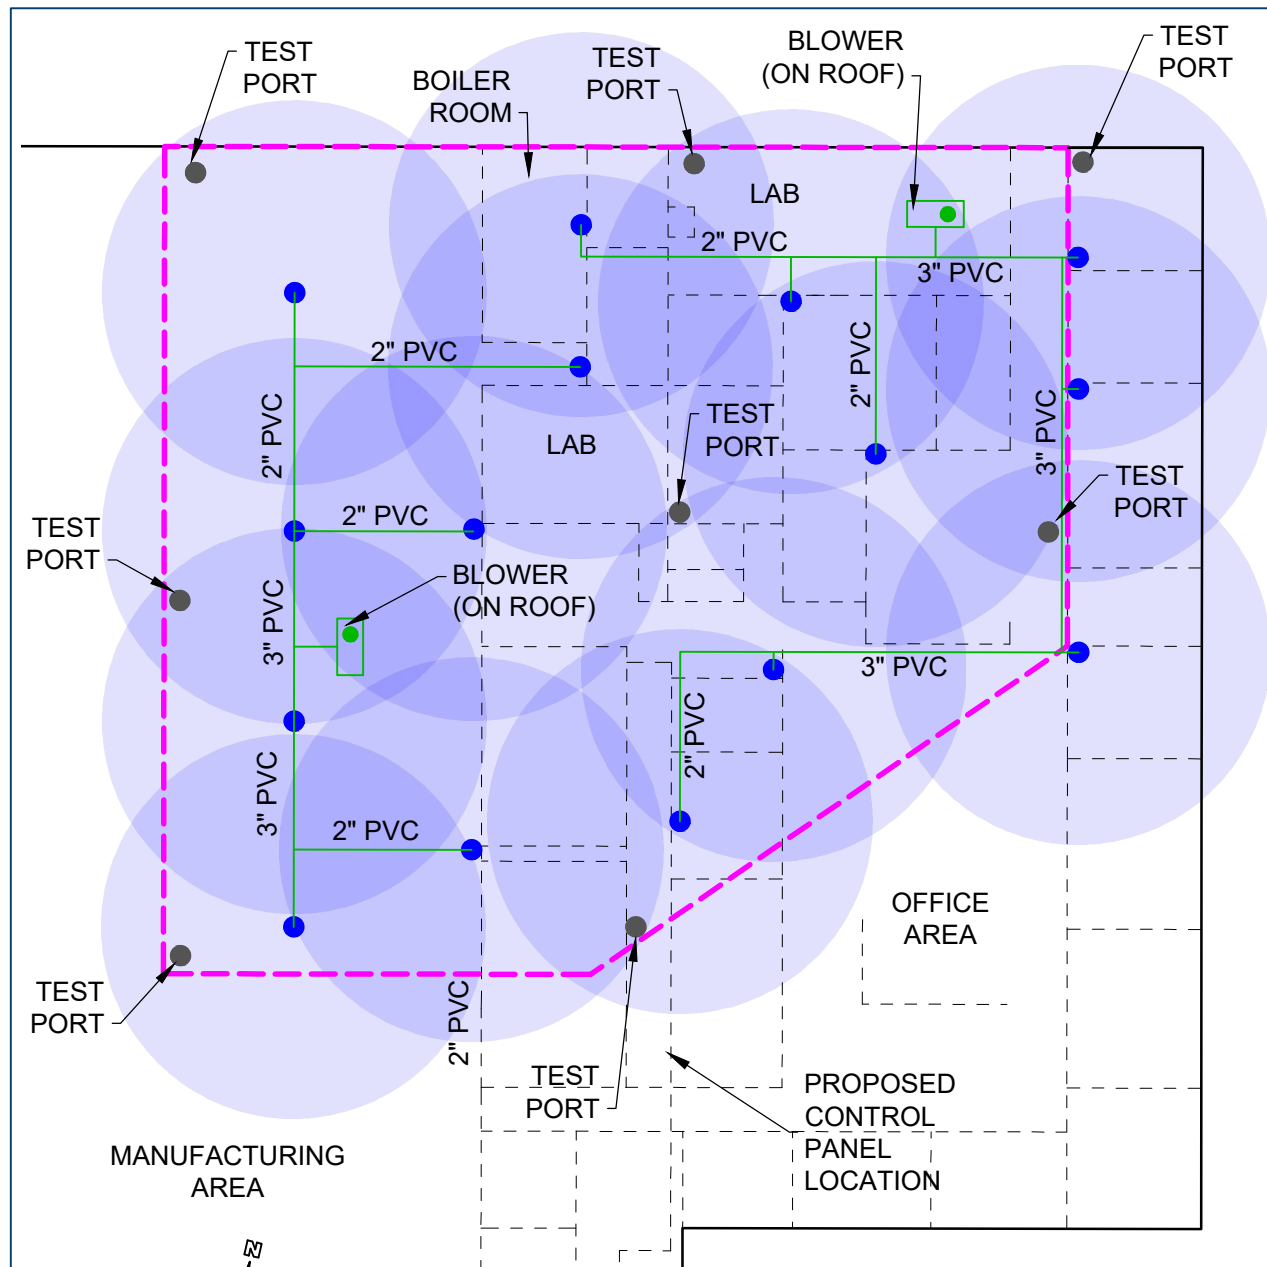 TEST
PORT
BOILER
ROOM
TEST
PORT
BLOWER
(ON ROOF)
TEST
PORT
LAB
2" PVC
3" PVC
2" PVC
2" PVC
2" PVC
3" PVC
TEST
PORT
LAB
TEST
PORT
2" PVC
TEST
PORT
BLOWER
(ON ROOF)
3" PVC
3" PVC
2" PVC
3" PVC
2" PVC
OFFICE
AREA
TEST
PORT
2" PVC
TEST
PORT
PROPOSED
CONTROL
PANEL
LOCATION
MANUFACTURING
AREA
N